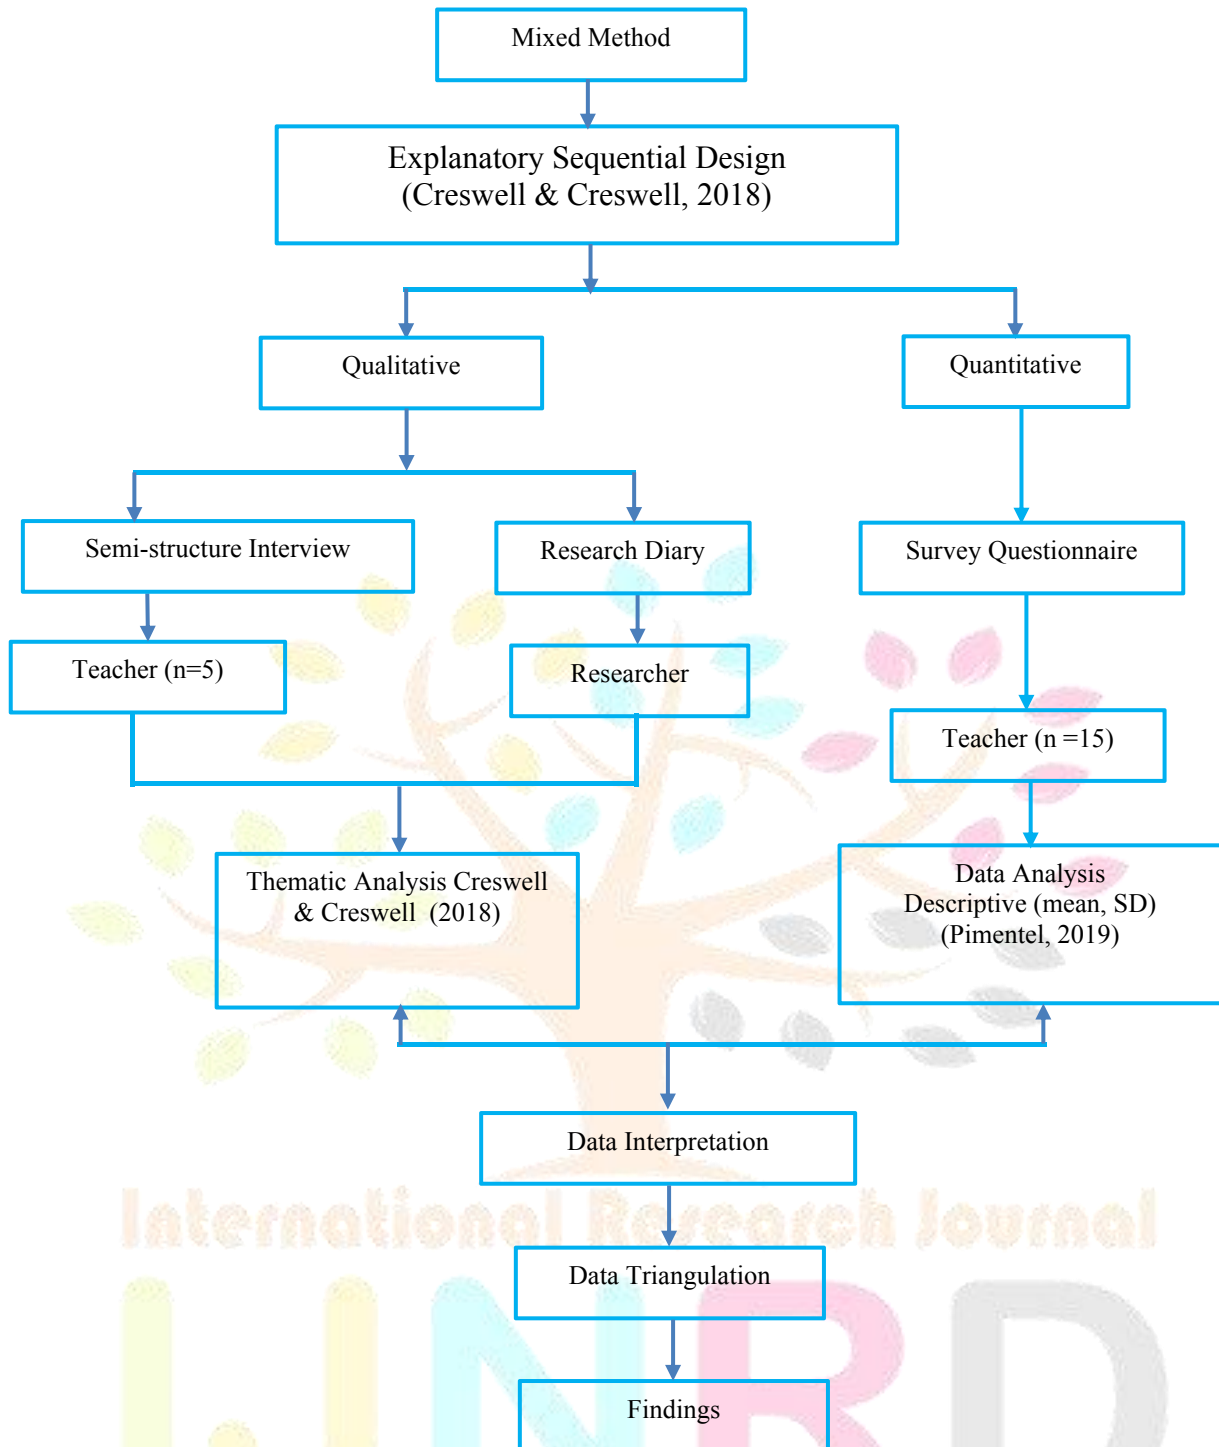 Mixed Method
Explanatory Sequential Design
(Creswell & Creswell, 2018)
Qualitative
Quantitative
Semi-structure Interview
Research Diary
Survey Questionnaire
Teacher (n=5)
Researcher
Teacher (n =15)
Thematic Analysis Creswell
& Creswell (2018)
Data Analysis
Descriptive (mean, SD)
(Pimentel, 2019)
Data Interpretation
International Research Journal
Data Triangulation
IJNRD
Findings